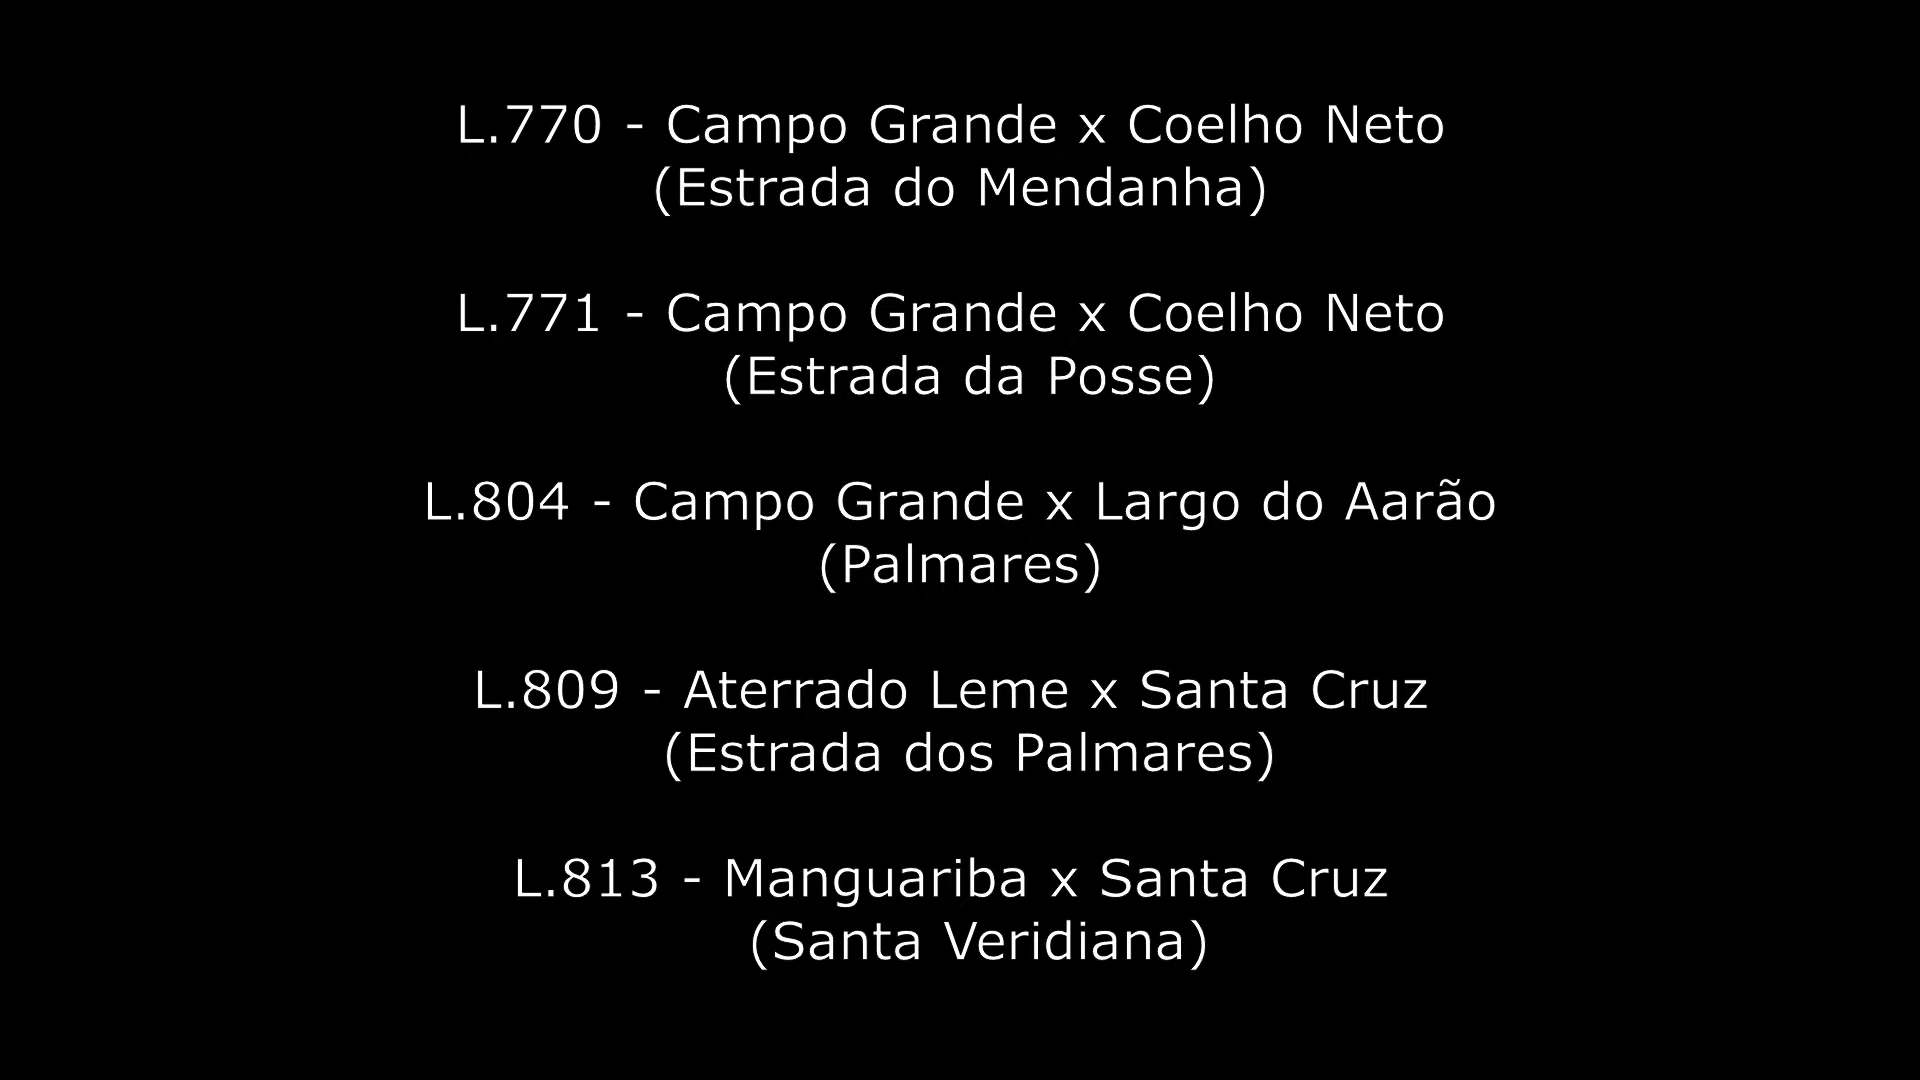 L.770 - Campo Grande x Coelho Neto
(Estrada do Mendanha)
L.771 - Campo Grande x Coelho Neto
(Estrada da Posse)
L.804 - Campo Grande x Largo do Aarão
(Palmares)
L.809 - Aterrado Leme x Santa Cruz
(Estrada dos Palmares)
L.813 - Manguariba x Santa Cruz
(Santa Veridiana)